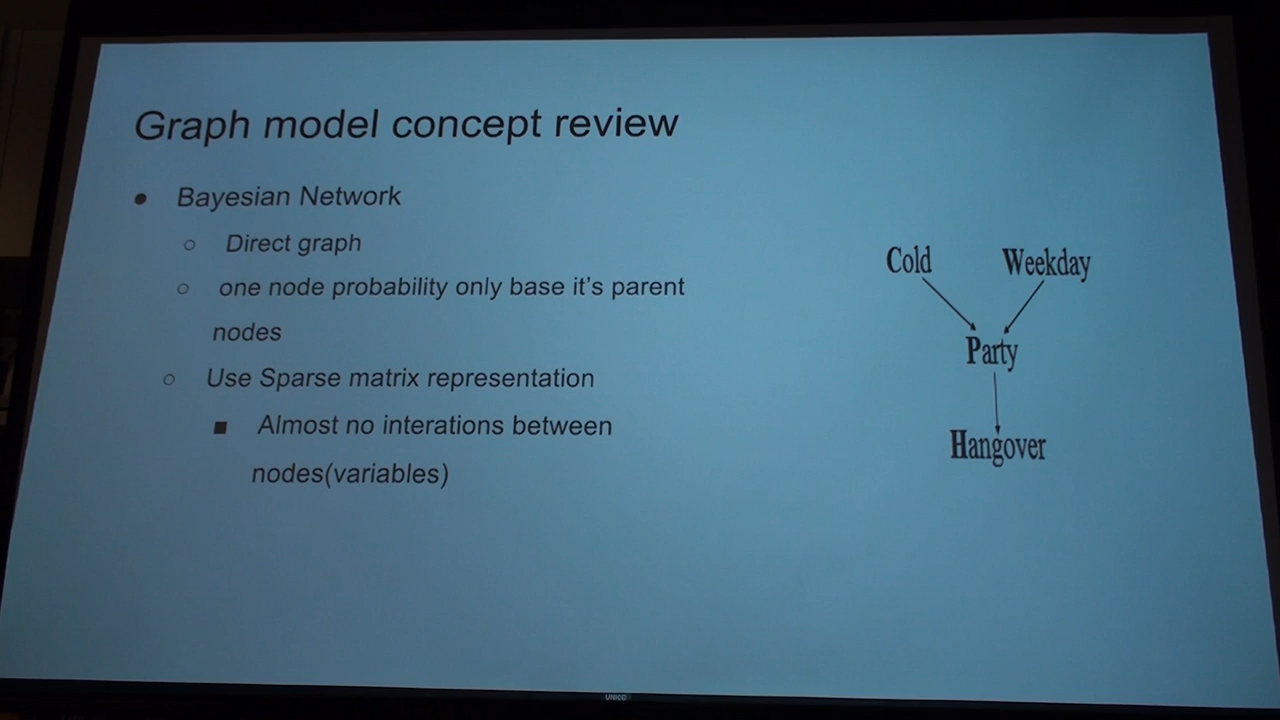 Graph model concept review
● Bayesian Network
○ Direct graph
○ one node probability only base it's parent
nodes
○ Use Sparse matrix representation
■ Almost no interations between
nodes(variables)
Cold Weekday
Party
Hangover
UNICO